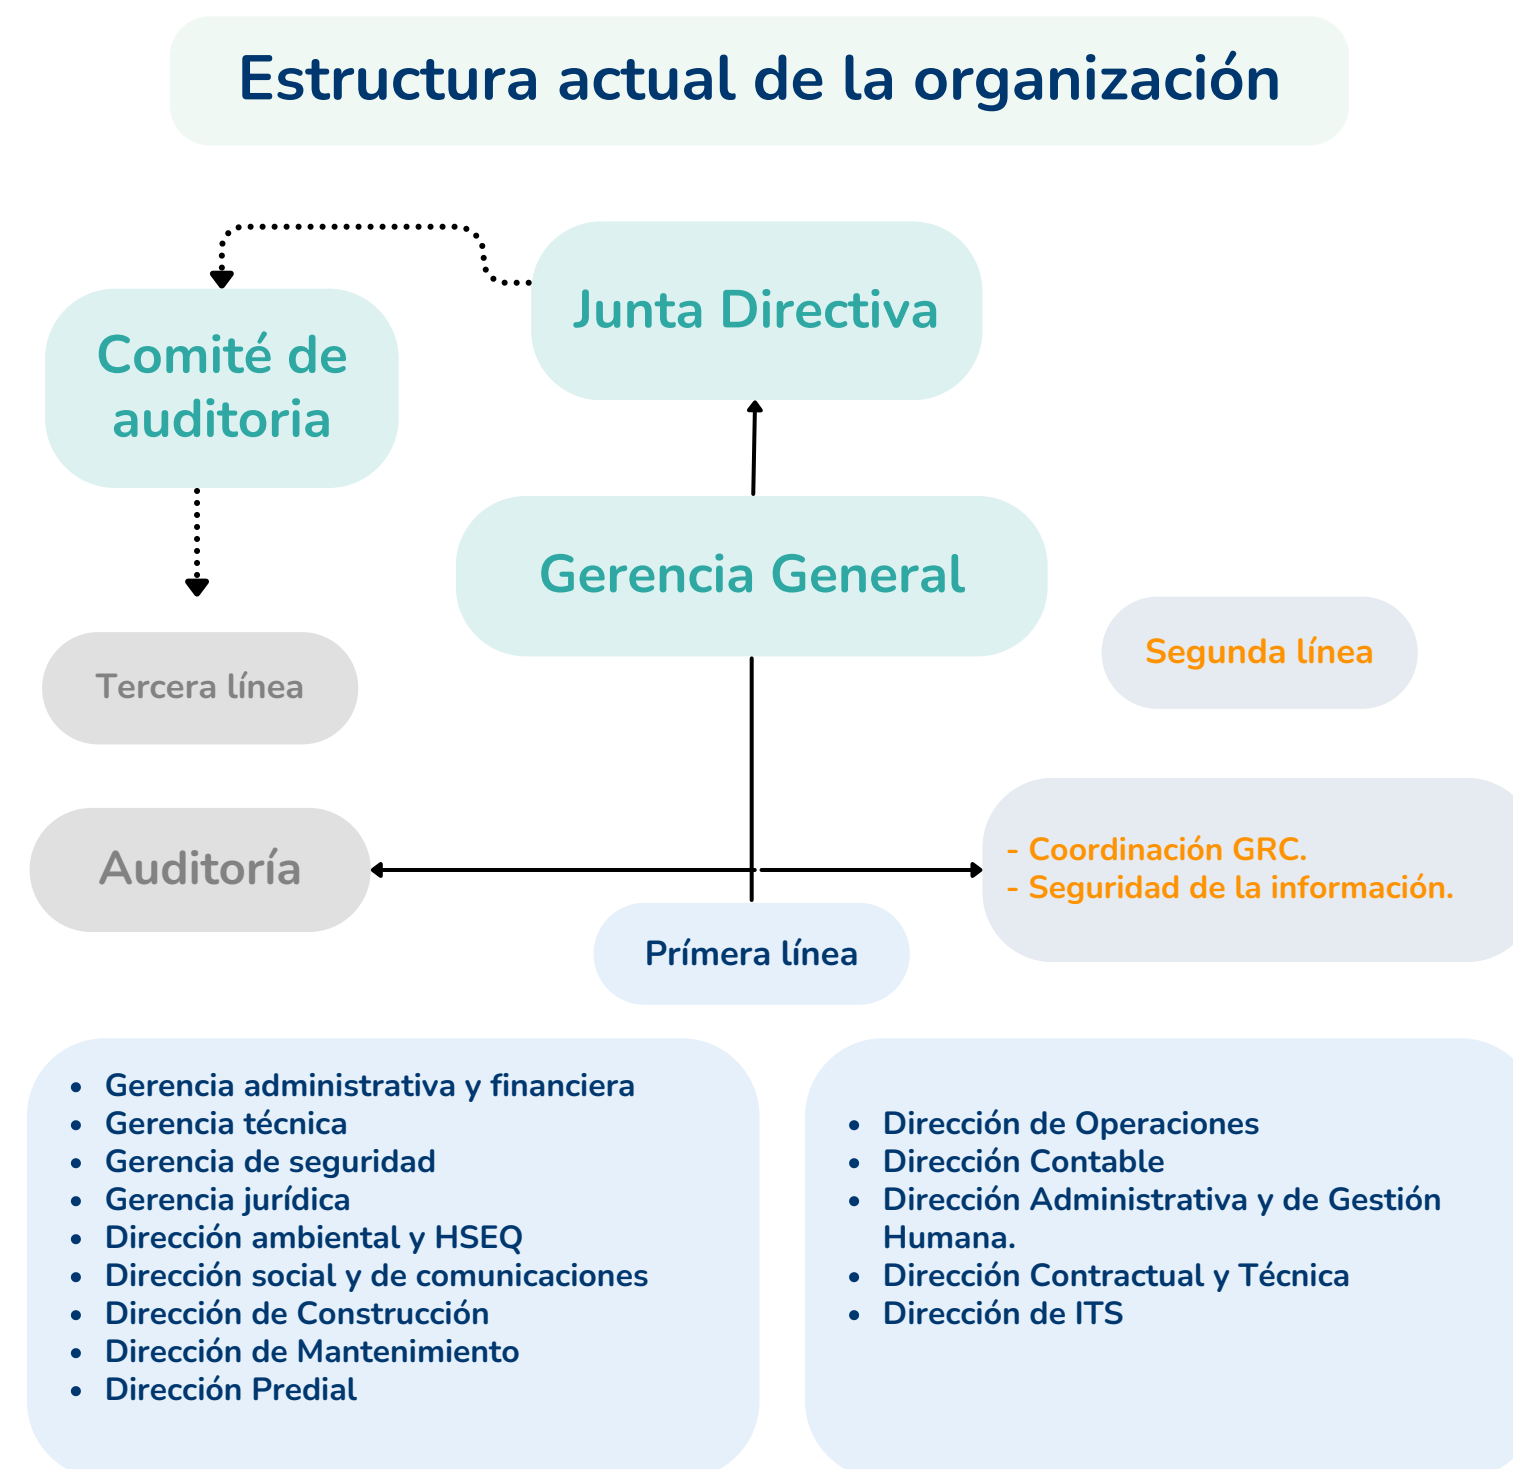 Estructura actual de la organización
Junta Directiva
Comité de
auditoria
Gerencia General
Segunda línea
Tercera línea
Auditoría
- Coordinación GRC.
- Seguridad de la información.
Prímera línea
• Gerencia administrativa y financiera
• Gerencia técnica
• Gerencia de seguridad
• Gerencia jurídica
• Dirección ambiental y HSEQ
• Dirección social y de comunicaciones
• Dirección de Construcción
• Dirección de Mantenimiento
• Dirección Predial
• Dirección de Operaciones
• Dirección Contable
• Dirección Administrativa y de Gestión
Humana.
• Dirección Contractual y Técnica
• Dirección de ITS